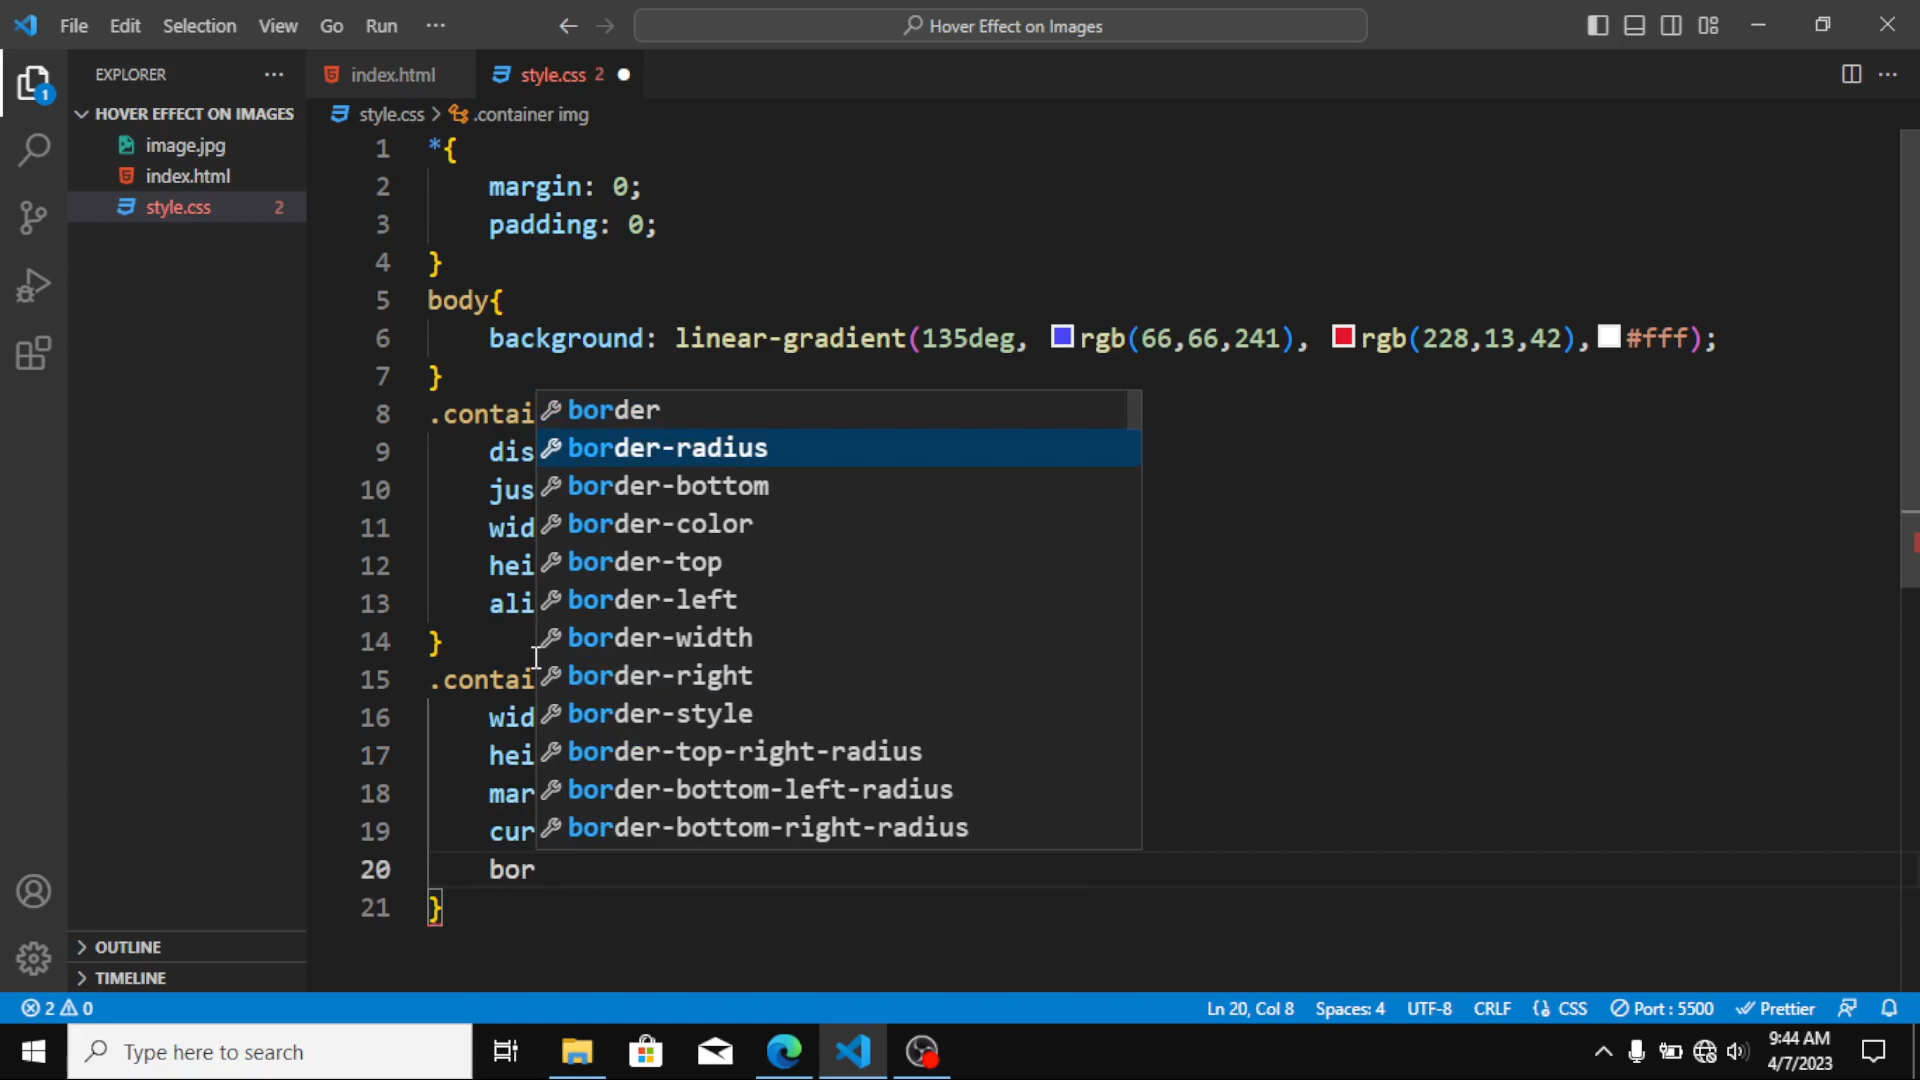 File Edit Selection View Go Run ··· Hover Effect on Images
EXPLORER ···
index.html
style.css 2
HOVER EFFECT ON IMAGES
style.css > .container img
image.jpg
index.html
style.css 2
1 *{
2 margin: 0;
3 padding: 0;
4 }
5 body{
6 background: linear-gradient(135deg, rgb(66,66,241), rgb(228,13,42),#fff);
7 }
8 .contai
9 dis
10 jus
11 wid
12 hei
13 ali
14 }
15 .contai
16 wid
17 hei
18 mar
19 cur
20 bor
21 }
border
border-radius
border-bottom
border-color
border-top
border-left
border-width
border-right
border-style
border-top-right-radius
border-bottom-left-radius
border-bottom-right-radius
1
OUTLINE
TIMELINE
2 0 Ln 20, Col 8 Spaces: 4 UTF-8 CRLF CSS Port : 5500 Prettier
Type here to search
9:44 AM
4/7/2023